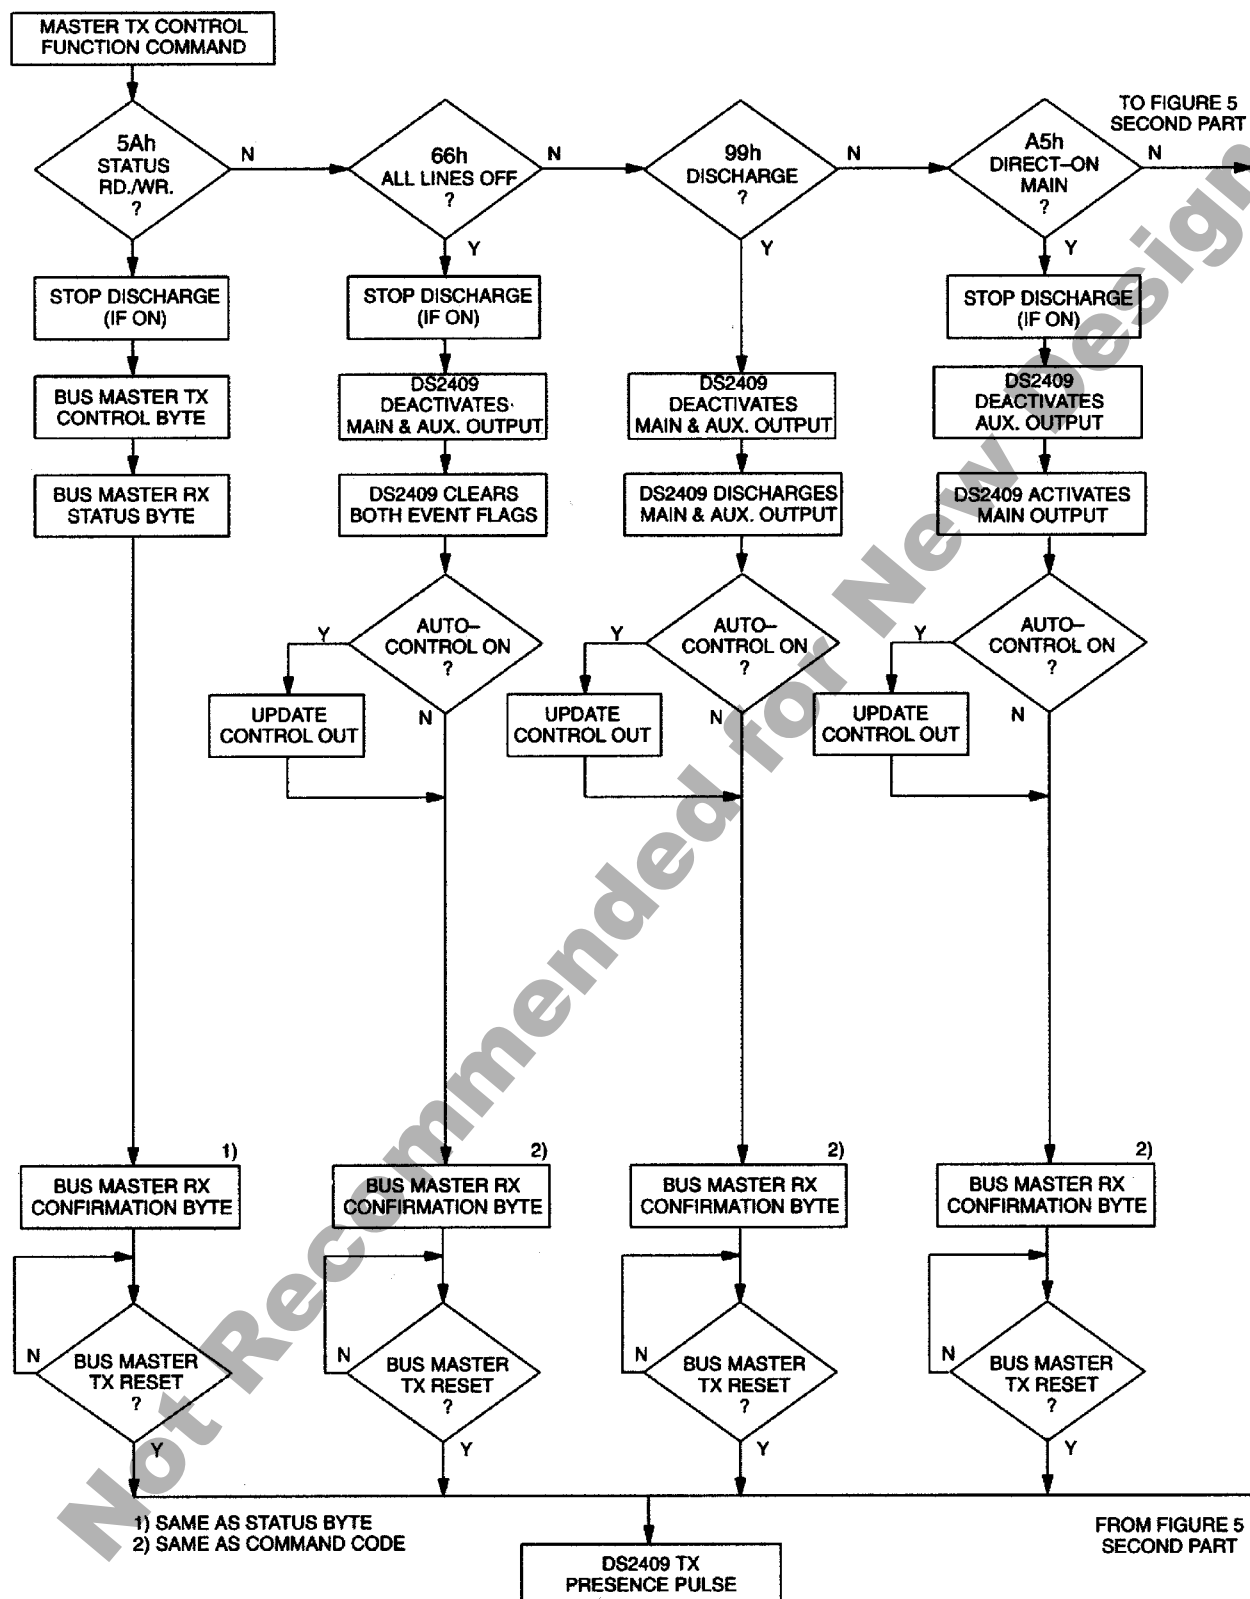 MASTER TX CONTROL
FUNCTION COMMAND
TO FIGURE 5
SECOND PART
5Ah
STATUS
RD./WR.
?
N
66h
ALL LINES OFF
?
N
Y
99h
DISCHARGE
?
N
Y
A5h
DIRECT–ON
MAIN
?
N
Y
STOP DISCHARGE
(IF ON)
STOP DISCHARGE
(IF ON)
STOP DISCHARGE
(IF ON)
BUS MASTER TX
CONTROL BYTE
DS2409
DEACTIVATES
MAIN & AUX. OUTPUT
DS2409
DEACTIVATES
MAIN & AUX. OUTPUT
DS2409
DEACTIVATES
AUX. OUTPUT
BUS MASTER RX
STATUS BYTE
DS2409 CLEARS
BOTH EVENT FLAGS
DS2409 DISCHARGES
MAIN & AUX. OUTPUT
DS2409 ACTIVATES
MAIN OUTPUT
Y
AUTO–
CONTROL ON
?
N
Y
AUTO–
CONTROL ON
?
N
Y
AUTO–
CONTROL ON
?
N
UPDATE
CONTROL OUT
UPDATE
CONTROL OUT
UPDATE
CONTROL OUT
1)
BUS MASTER RX
CONFIRMATION BYTE
2)
BUS MASTER RX
CONFIRMATION BYTE
2)
BUS MASTER RX
CONFIRMATION BYTE
2)
BUS MASTER RX
CONFIRMATION BYTE
N
BUS MASTER
TX RESET
?
Y
N
BUS MASTER
TX RESET
?
Y
N
BUS MASTER
TX RESET
?
Y
N
BUS MASTER
TX RESET
?
Y
1) SAME AS STATUS BYTE
2) SAME AS COMMAND CODE
DS2409 TX
PRESENCE PULSE
FROM FIGURE 5
SECOND PART
Not Recommended for New Design